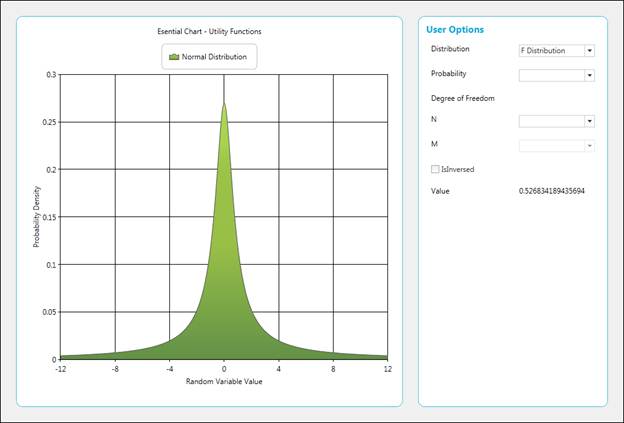 Esential Chart - Utility Functions
Normal Distribution
0.3
0.25
0.2
0.15
0.1
0.05
0
Probability Density
-12 -8 -4 0 4 8 12
Random Variable Value
User Options
Distribution F Distribution
Probability
Degree of Freedom
N
M
IsInversed
Value 0.526834189435694